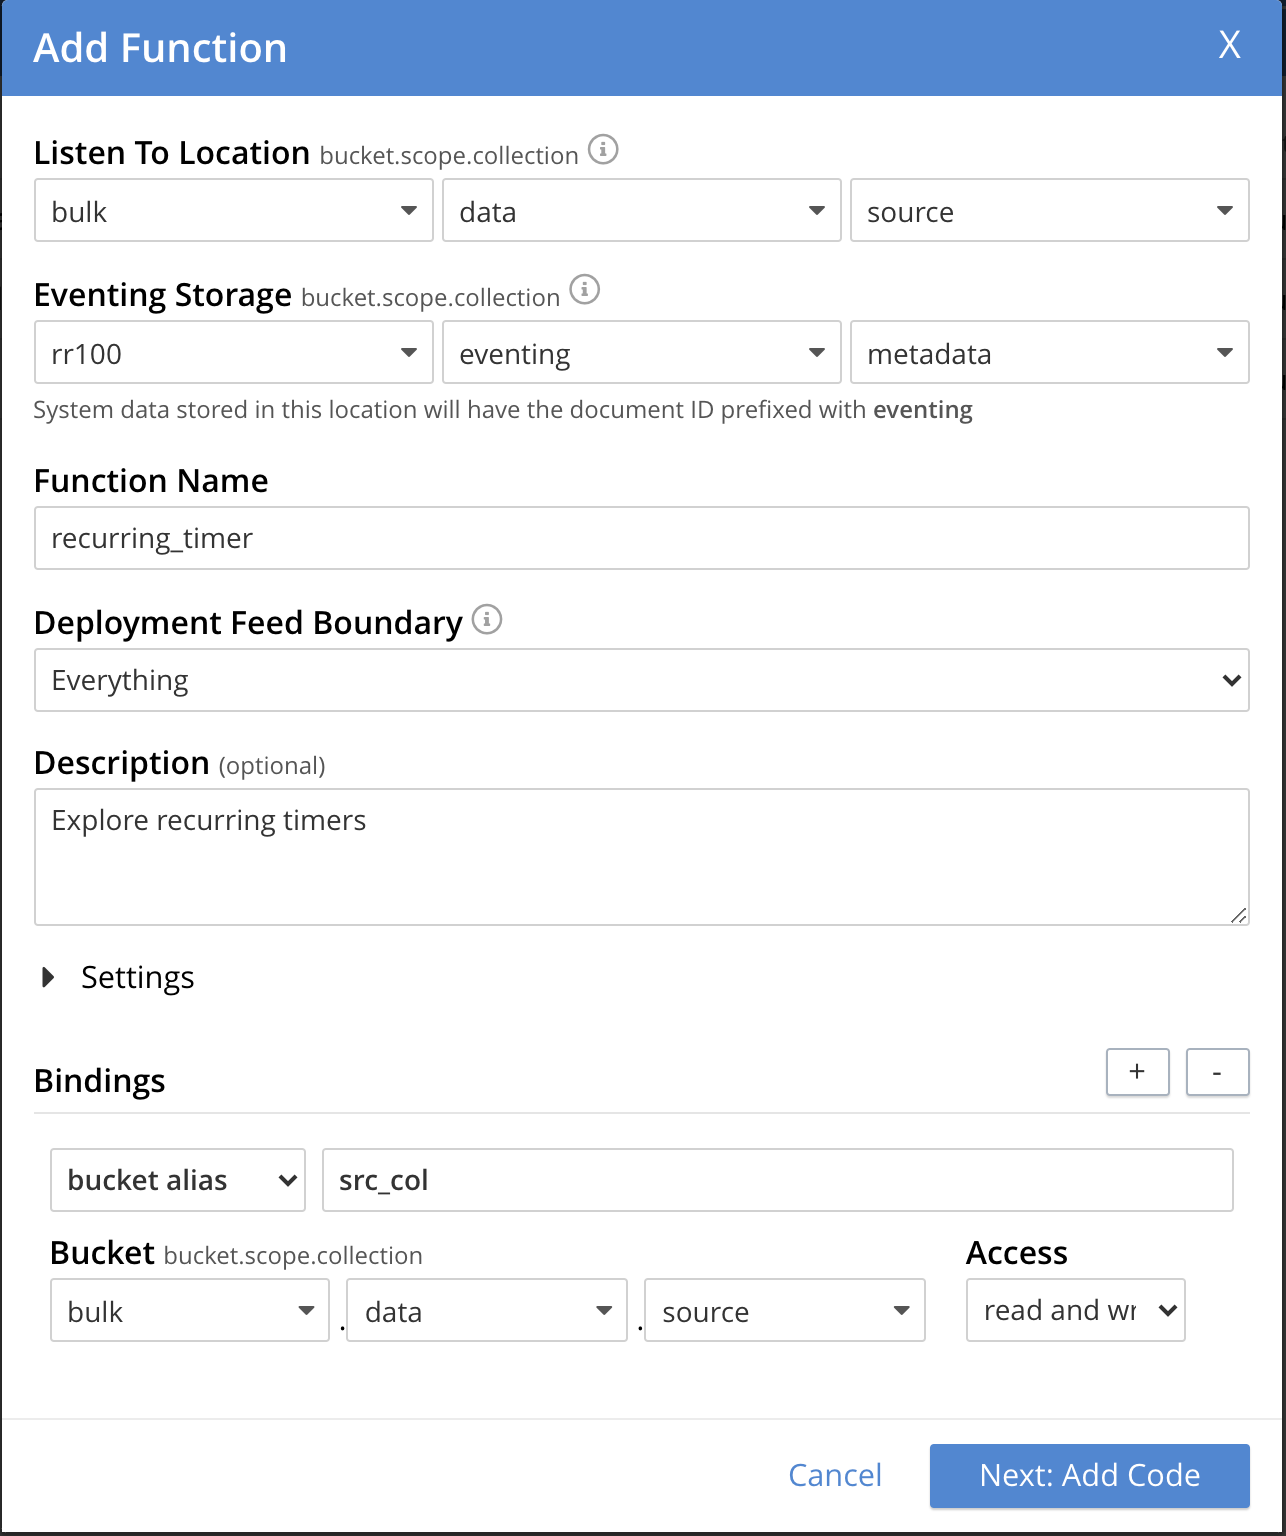 Add Function X
Listen To Location bucket.scope.collection
bulk data source
Eventing Storage bucket.scope.collection
rr100 eventing metadata
System data stored in this location will have the document ID prefixed with eventing
Function Name
recurring_timer
Deployment Feed Boundary
Everything
Description (optional)
Explore recurring timers
Settings
Bindings + -
bucket alias src_col
Bucket bucket.scope.collection Access
bulk . data . source read and wr
Cancel Next: Add Code